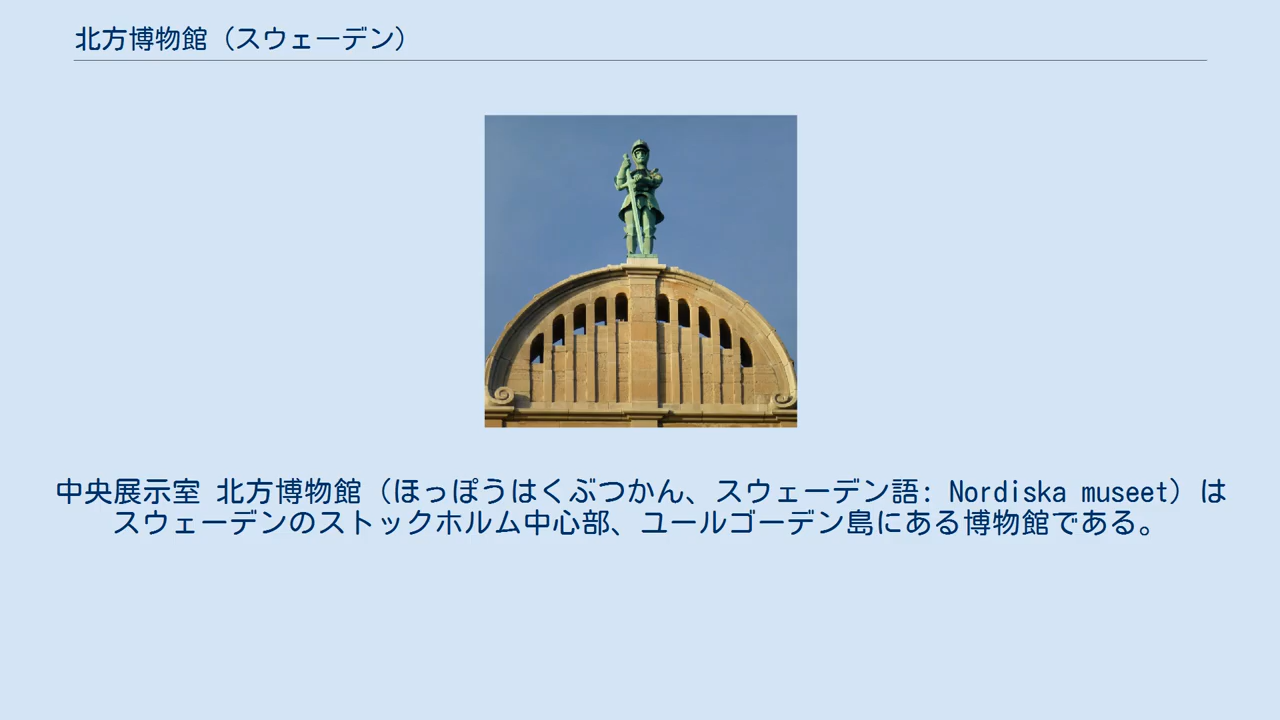 北方博物館（スウェーデン）
中央展示室 北方博物館（ほっぽうはくぶつかん、スウェーデン語: Nordiska museet）は
スウェーデンのストックホルム中心部、ユールゴーデン島にある博物館である。